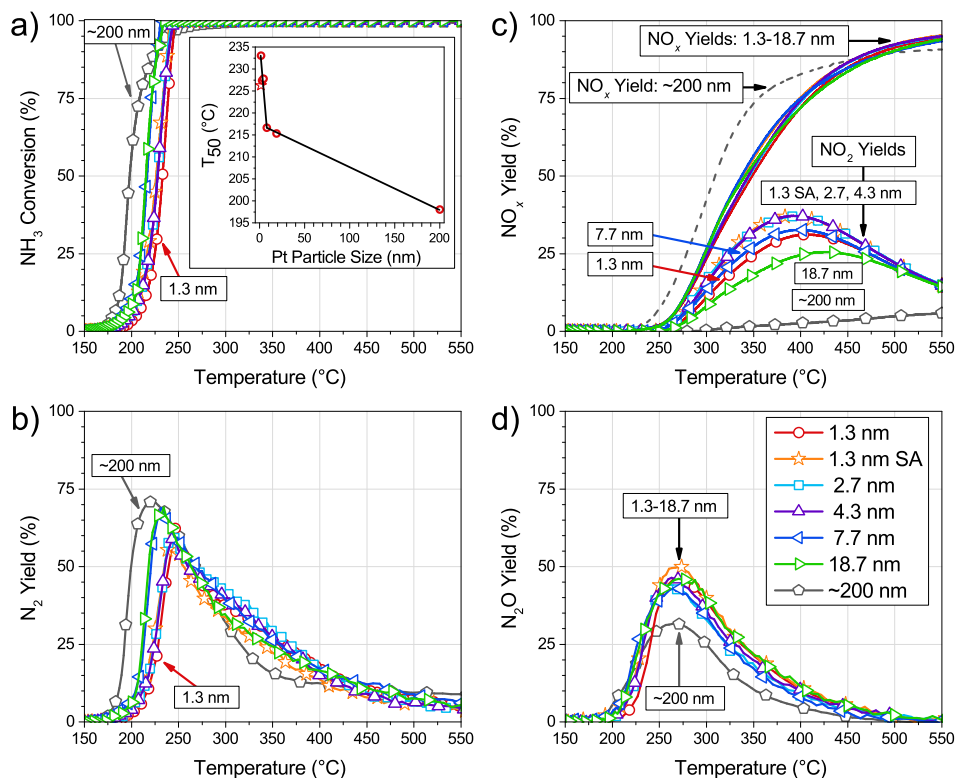 a)
100
75
50
25
0
NH3 Conversion (%)
150 200 250 300 350 400 450 500 550
Temperature (°C)
~200 nm
1.3 nm
235
230
225
220
215
210
205
200
195
T50 (°C)
0 50 100 150 200
Pt Particle Size (nm)
c)
100
75
50
25
0
NOx Yield (%)
150 200 250 300 350 400 450 500 550
Temperature (°C)
NOx Yields: 1.3-18.7 nm
NOx Yield: ~200 nm
NO2 Yields
1.3 SA, 2.7, 4.3 nm
7.7 nm
1.3 nm
18.7 nm
~200 nm
b)
100
75
50
25
0
N2 Yield (%)
150 200 250 300 350 400 450 500 550
Temperature (°C)
~200 nm
1.3 nm
d)
100
75
50
25
0
N2O Yield (%)
150 200 250 300 350 400 450 500 550
Temperature (°C)
1.3-18.7 nm
~200 nm
1.3 nm
1.3 nm SA
2.7 nm
4.3 nm
7.7 nm
18.7 nm
~200 nm